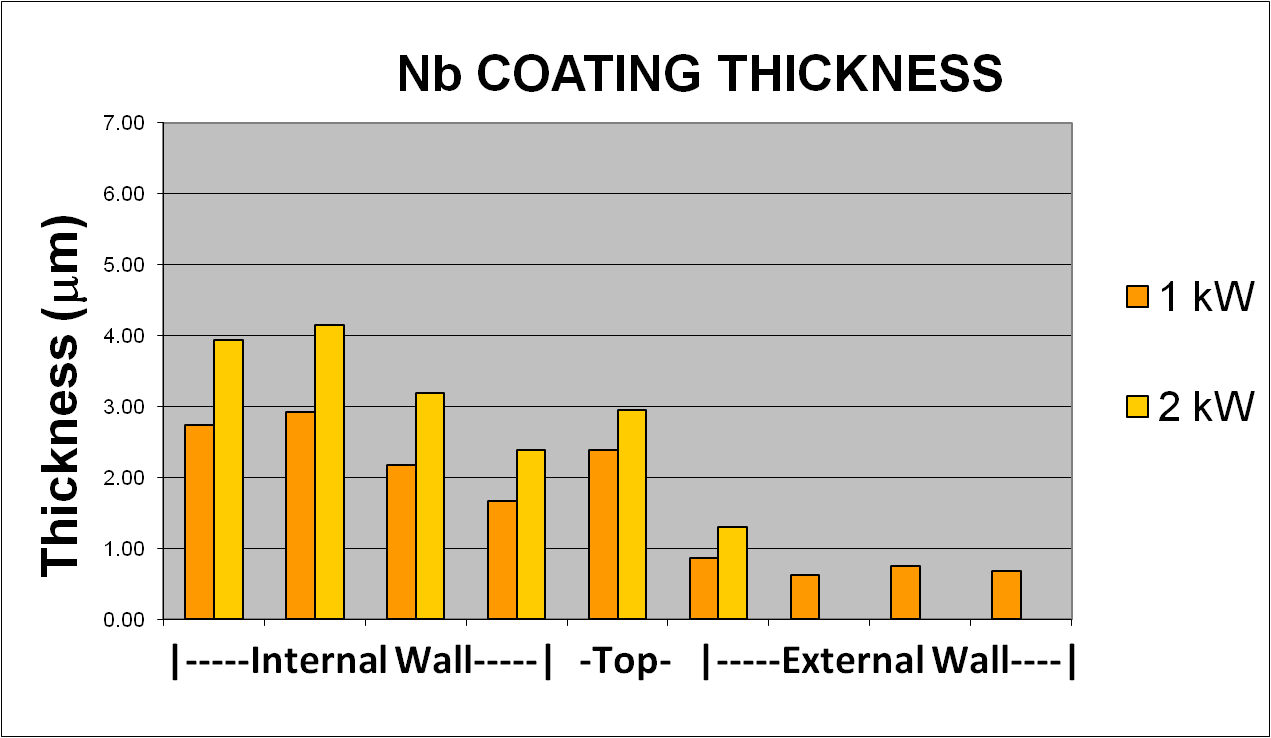 Nb COATING THICKNESS
7.00
6.00
5.00
4.00
3.00
2.00
1.00
0.00
Thickness (μm)
|-----Internal Wall-----| -Top- |-----External Wall----|
1 kW
2 kW